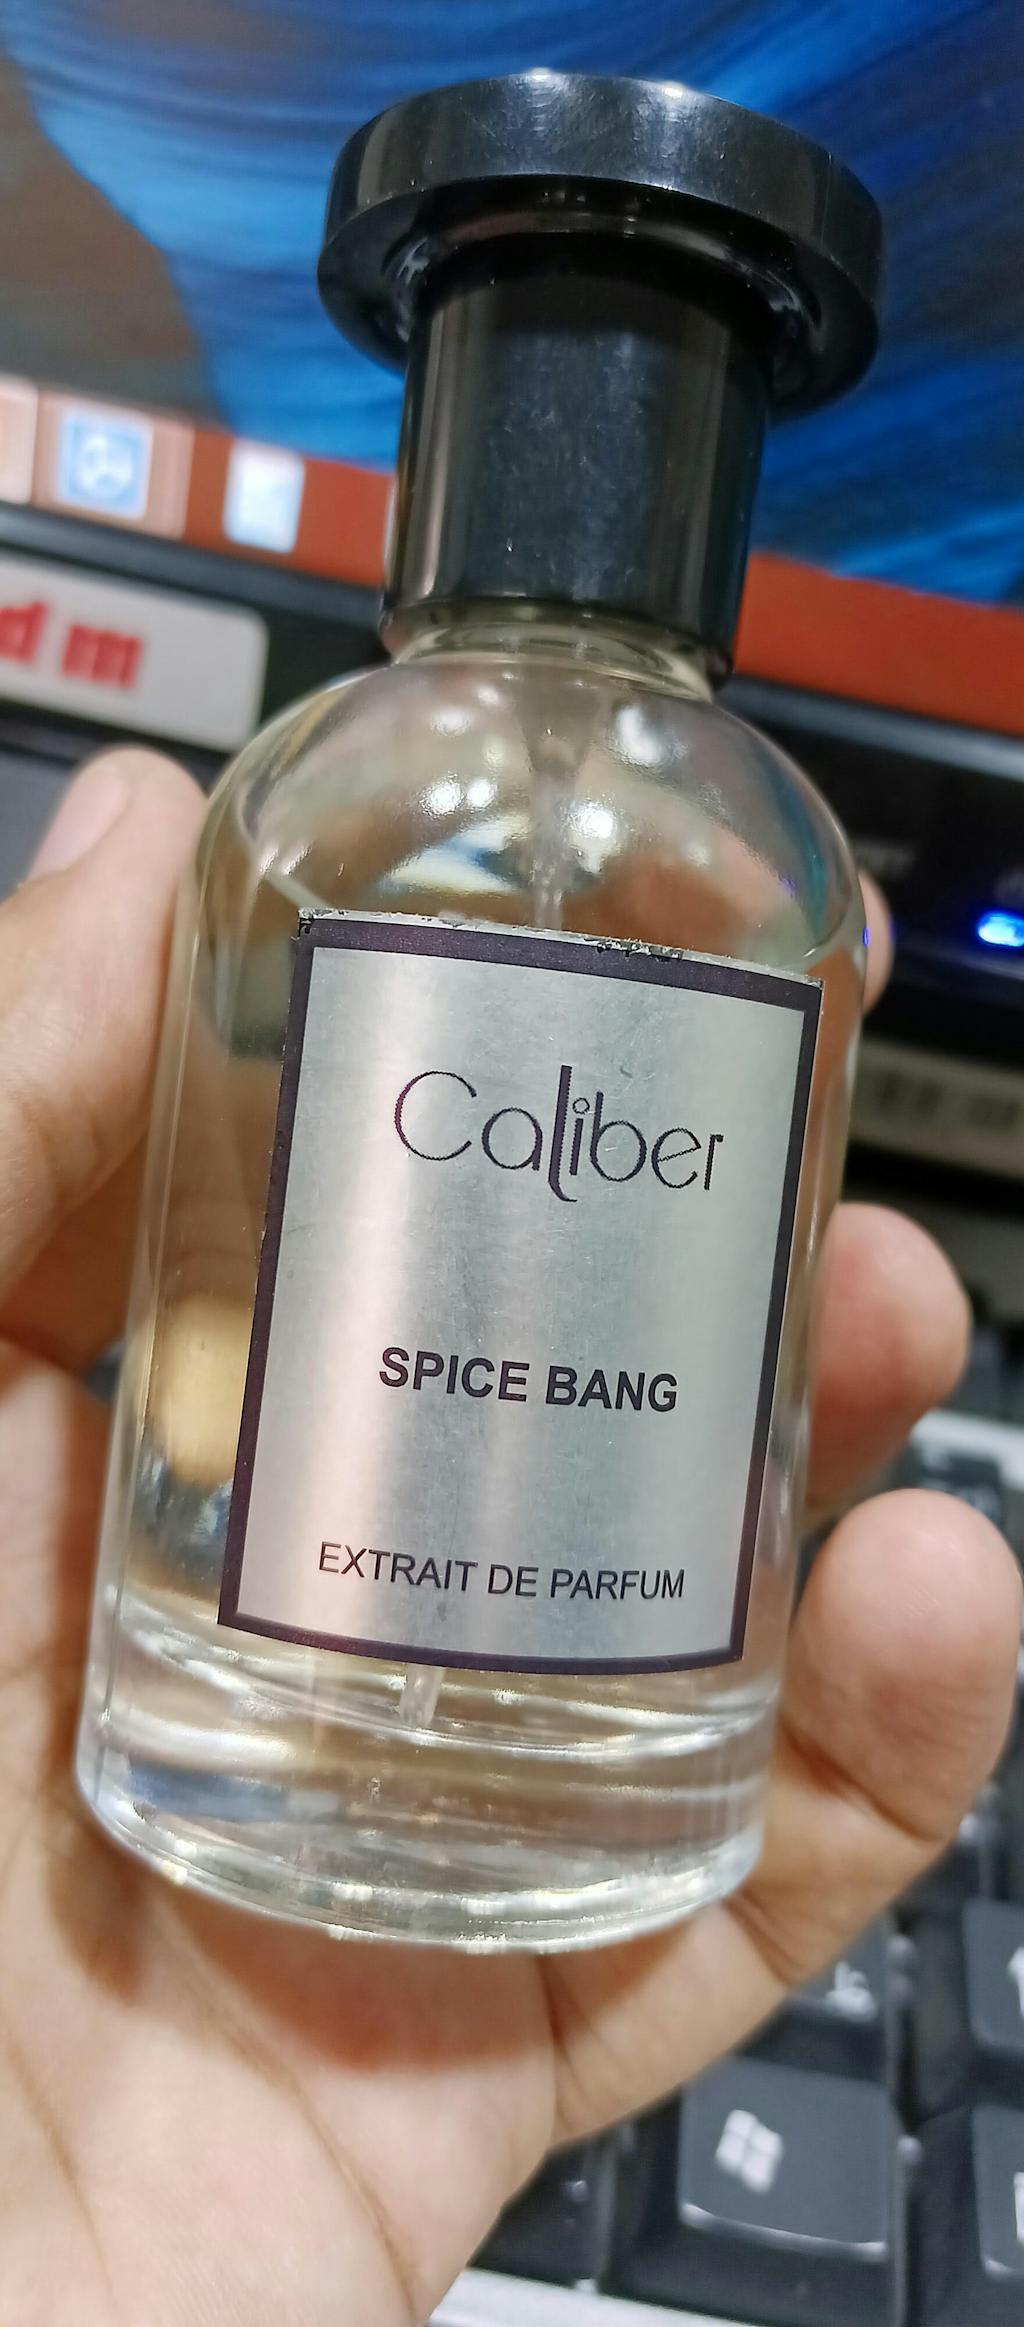 d m
Caliber
SPICE BANG
EXTRAIT DE PARFUM